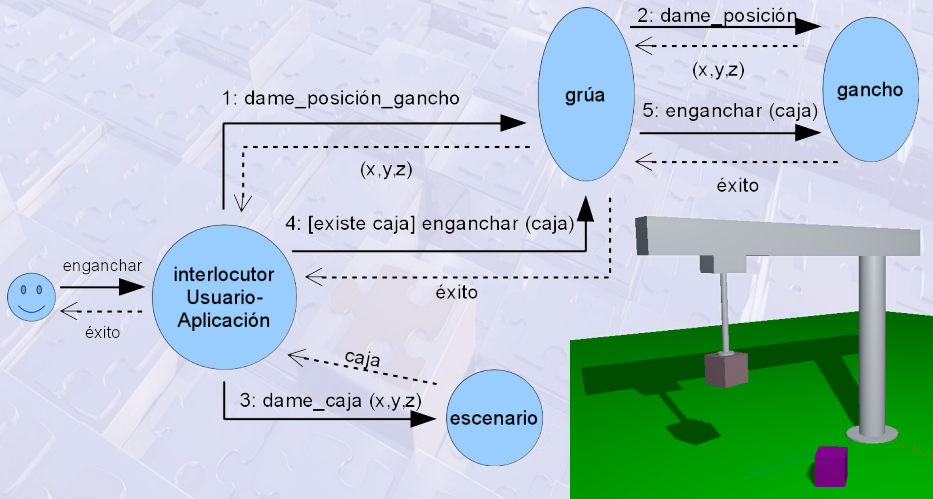 2: dame_posición
(x,y,z)
grúa
gancho
1: dame_posición_gancho
5: enganchar (caja)
(x,y,z)
éxito
4: [existe caja] enganchar (caja)
enganchar
interlocutor
Usuario-
Aplicación
éxito
éxito
caja
3: dame_caja (x,y,z)
escenario